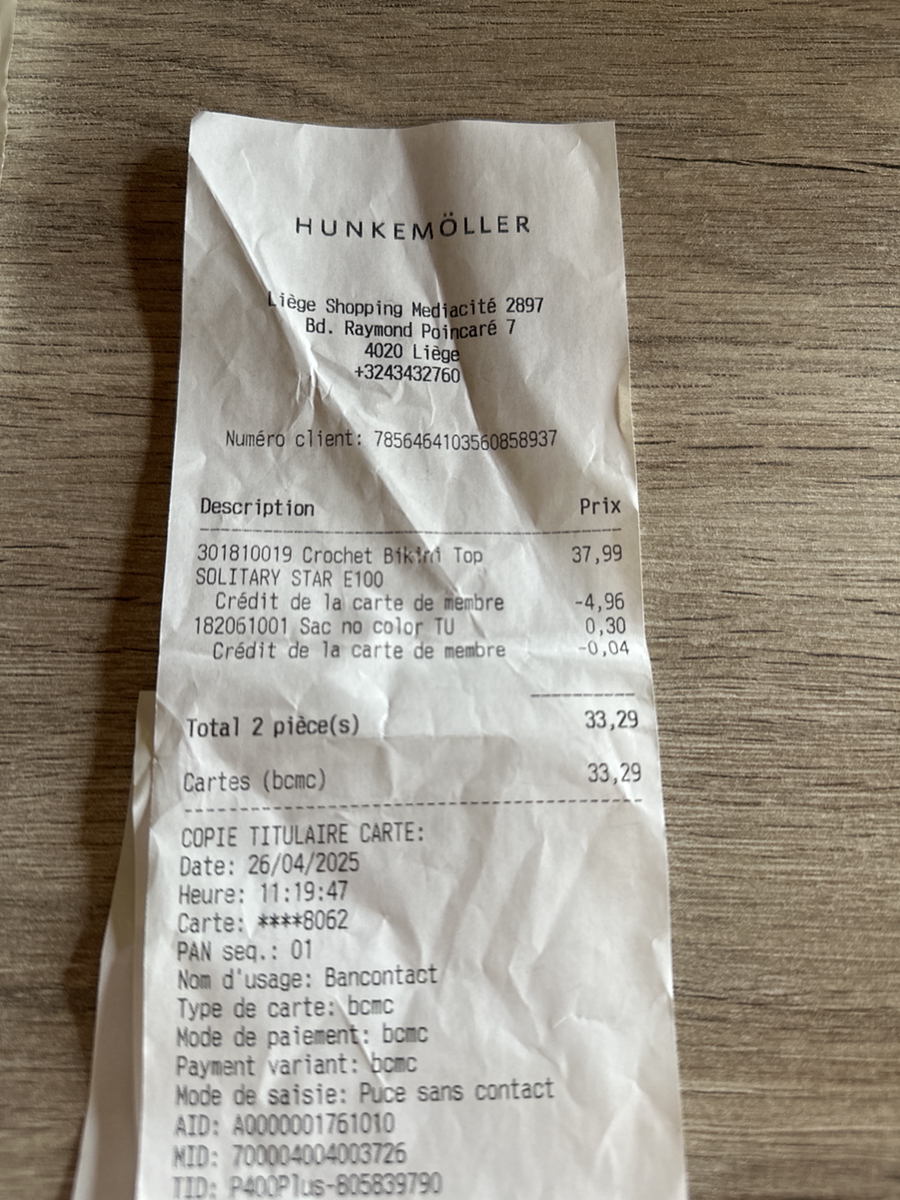 HUNKEMÖLLER
Liège Shopping Mediacité 2897
Bd. Raymond Poincaré 7
4020 Liège
+3243432760
Numéro client: 7856464103560858937
Description Prix
301810019 Crochet Bikini Top 37,99
SOLITARY STAR E100
Crédit de la carte de membre -4,96
182061001 Sac no color TU 0,30
Crédit de la carte de membre -0,04
Total 2 pièce(s) 33,29
Cartes (bcmc) 33,29
COPIE TITULAIRE CARTE:
Date: 26/04/2025
Heure: 11:19:47
Carte: ****8062
PAN seq.: 01
Nom d'usage: Bancontact
Type de carte: bcmc
Mode de paiement: bcmc
Payment variant: bcmc
Mode de saisie: Puce sans contact
AID: A0000001761010
MID: 700004004003726
TID: P400Plus-805839790